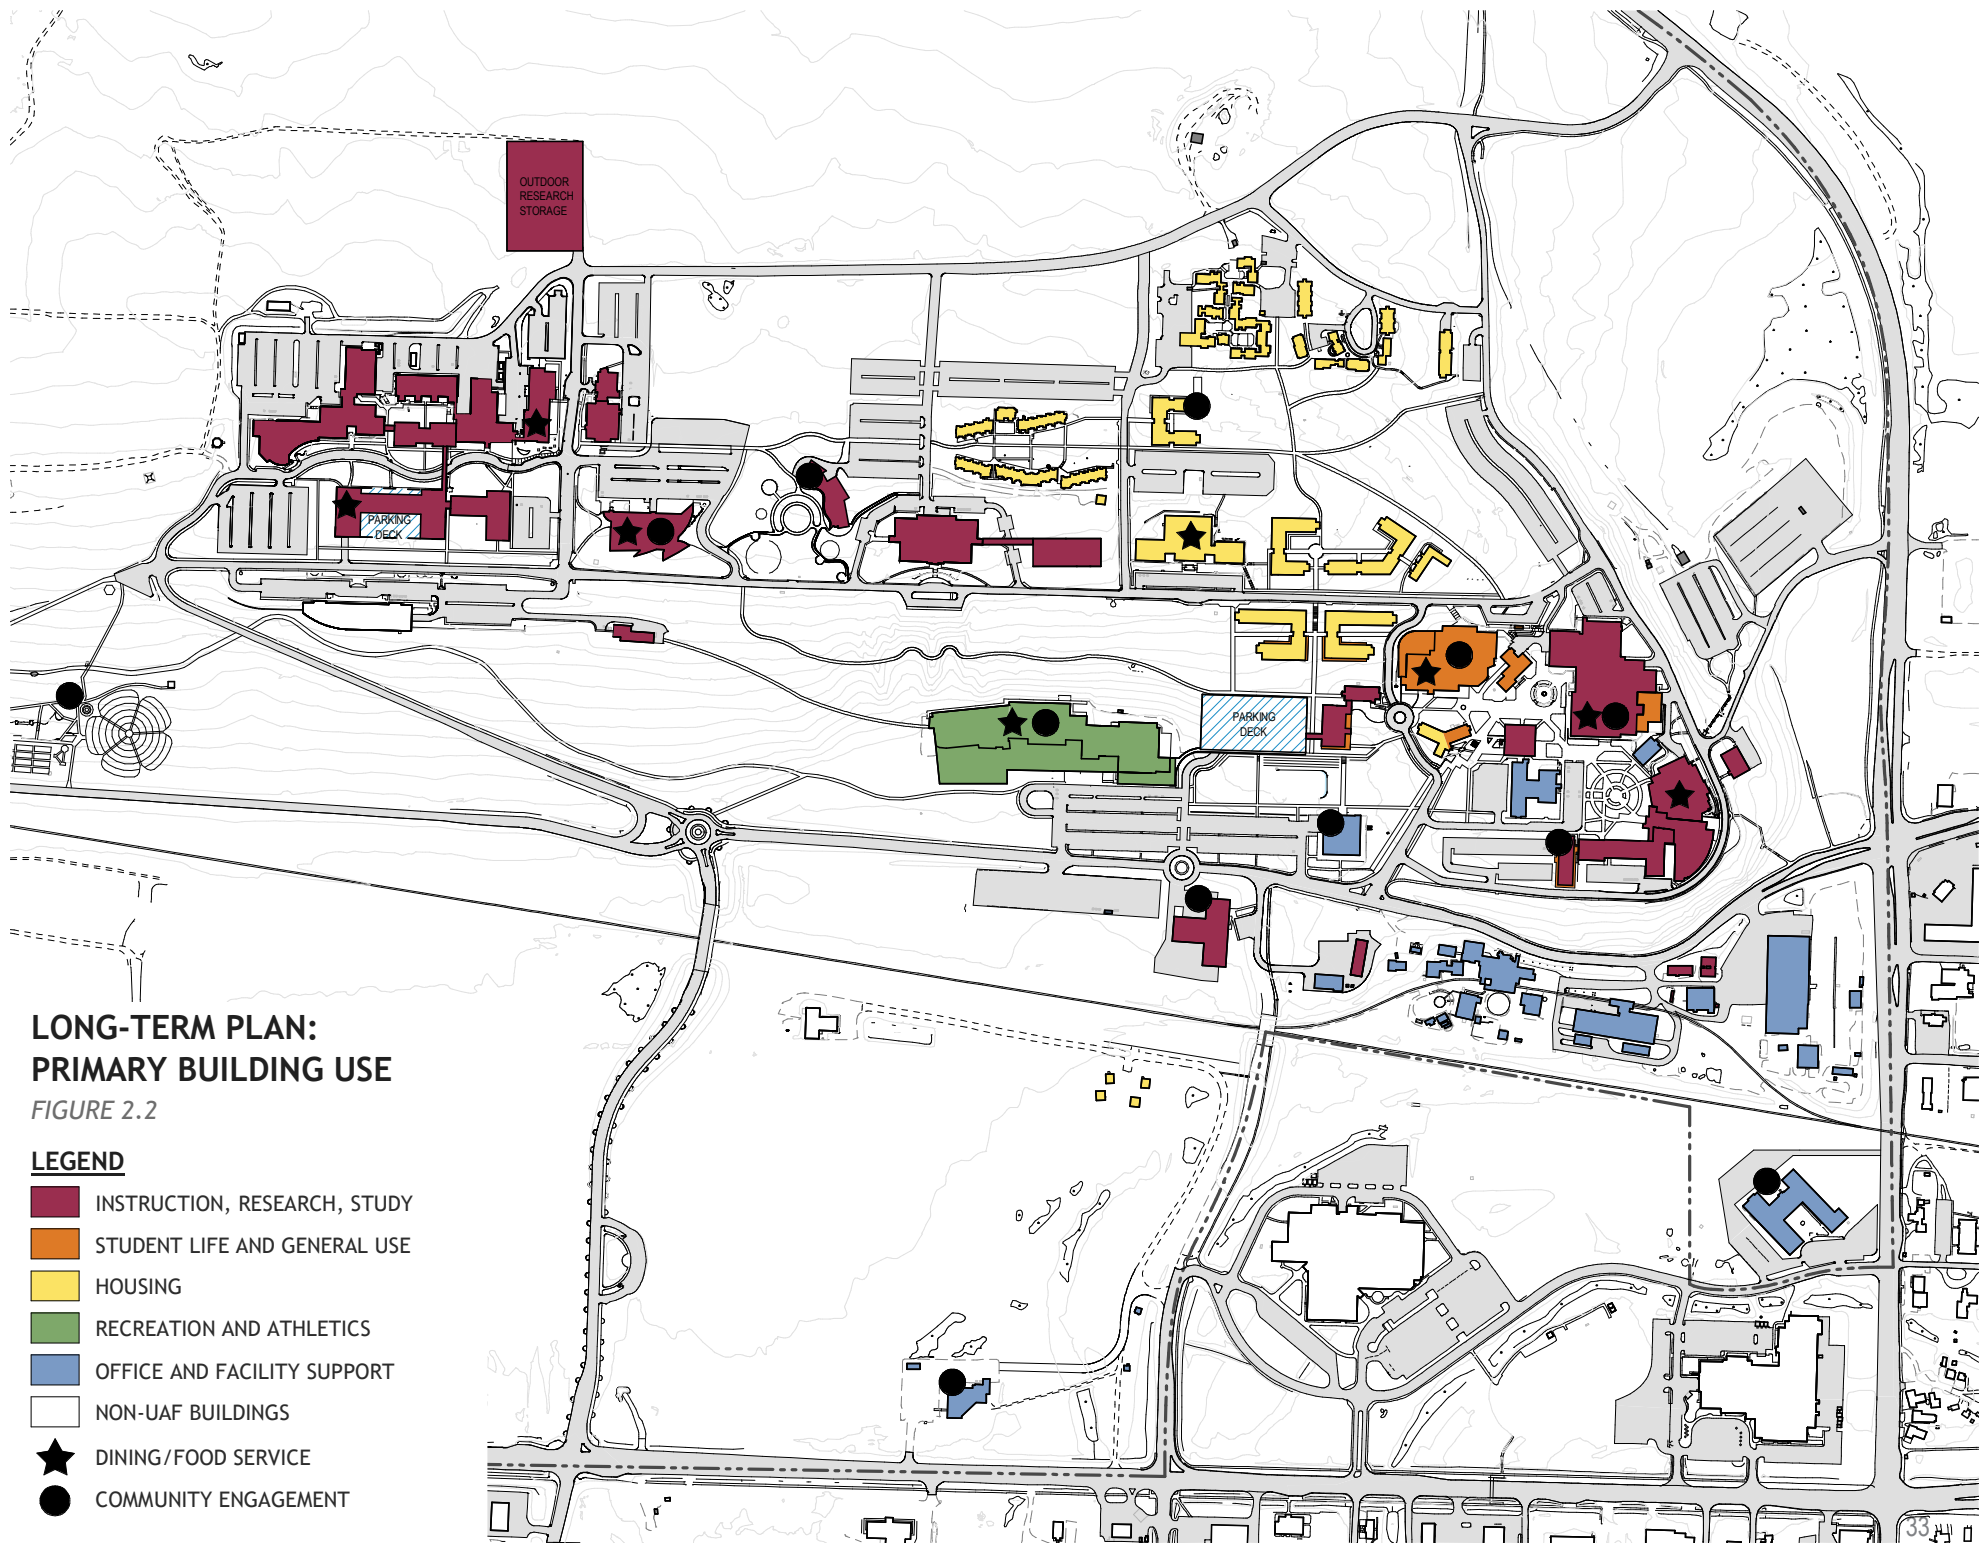 OUTDOOR
RESEARCH
STORAGE
PARKING
DECK
PARKING
DECK
LONG-TERM PLAN:
PRIMARY BUILDING USE
FIGURE 2.2
LEGEND
INSTRUCTION, RESEARCH, STUDY
STUDENT LIFE AND GENERAL USE
HOUSING
RECREATION AND ATHLETICS
OFFICE AND FACILITY SUPPORT
NON-UAF BUILDINGS
DINING/FOOD SERVICE
COMMUNITY ENGAGEMENT
33